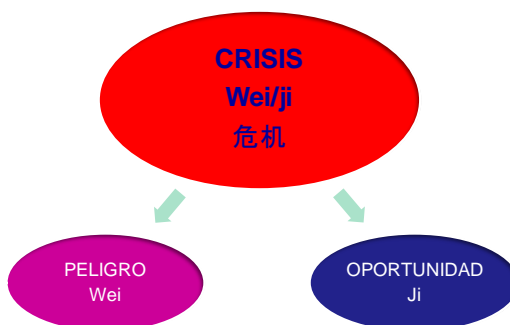 CRISIS
Wei/ji
危机
PELIGRO
Wei
OPORTUNIDAD
Ji